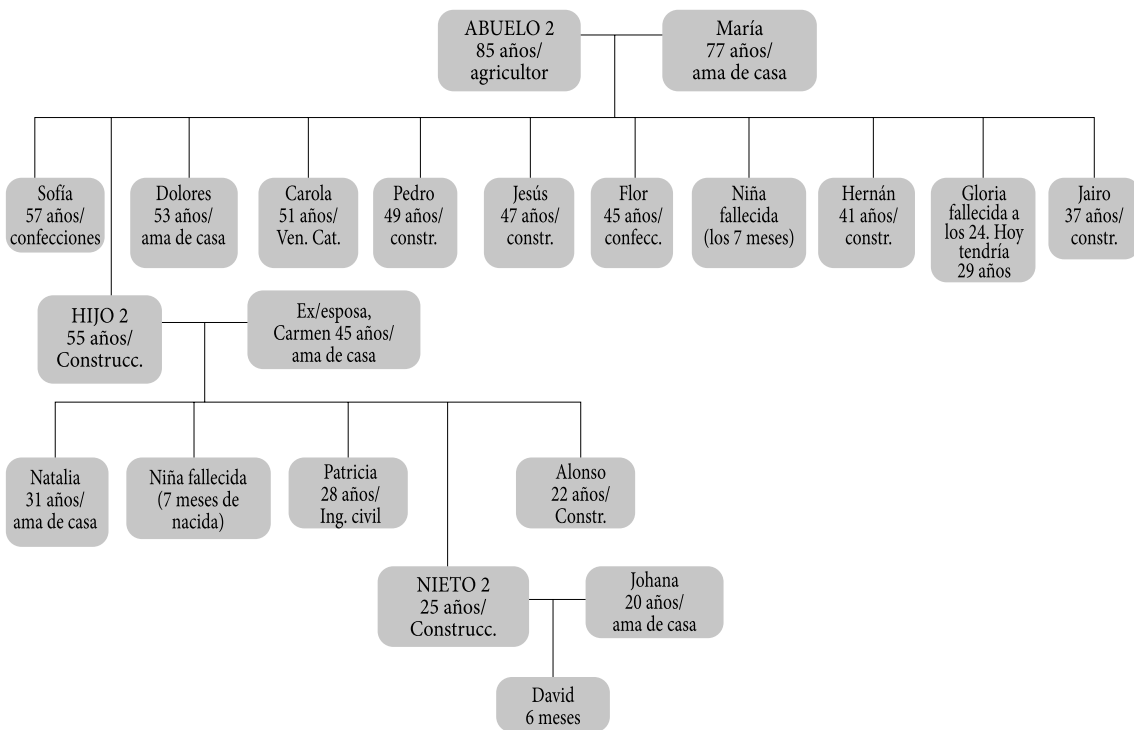 ABUELO 2
85 años/
agricultor
María
77 años/
ama de casa
Sofía
57 años/
confecciones
Dolores
53 años/
ama de casa
Carola
51 años/
Ven. Cat.
Pedro
49 años/
constr.
Jesús
47 años/
constr.
Flor
45 años/
confecc.
Niña
fallecida
(los 7 meses)
Hernán
41 años/
constr.
Gloria
fallecida a
los 24. Hoy
tendría
29 años
Jairo
37 años/
constr.
HIJO 2
55 años/
Construcc.
Ex/esposa,
Carmen 45 años/
ama de casa
Natalia
31 años/
ama de casa
Niña fallecida
(7 meses de
nacida)
Patricia
28 años/
Ing. civil
Alonso
22 años/
Constr.
NIETO 2
25 años/
Construcc.
Johana
20 años/
ama de casa
David
6 meses